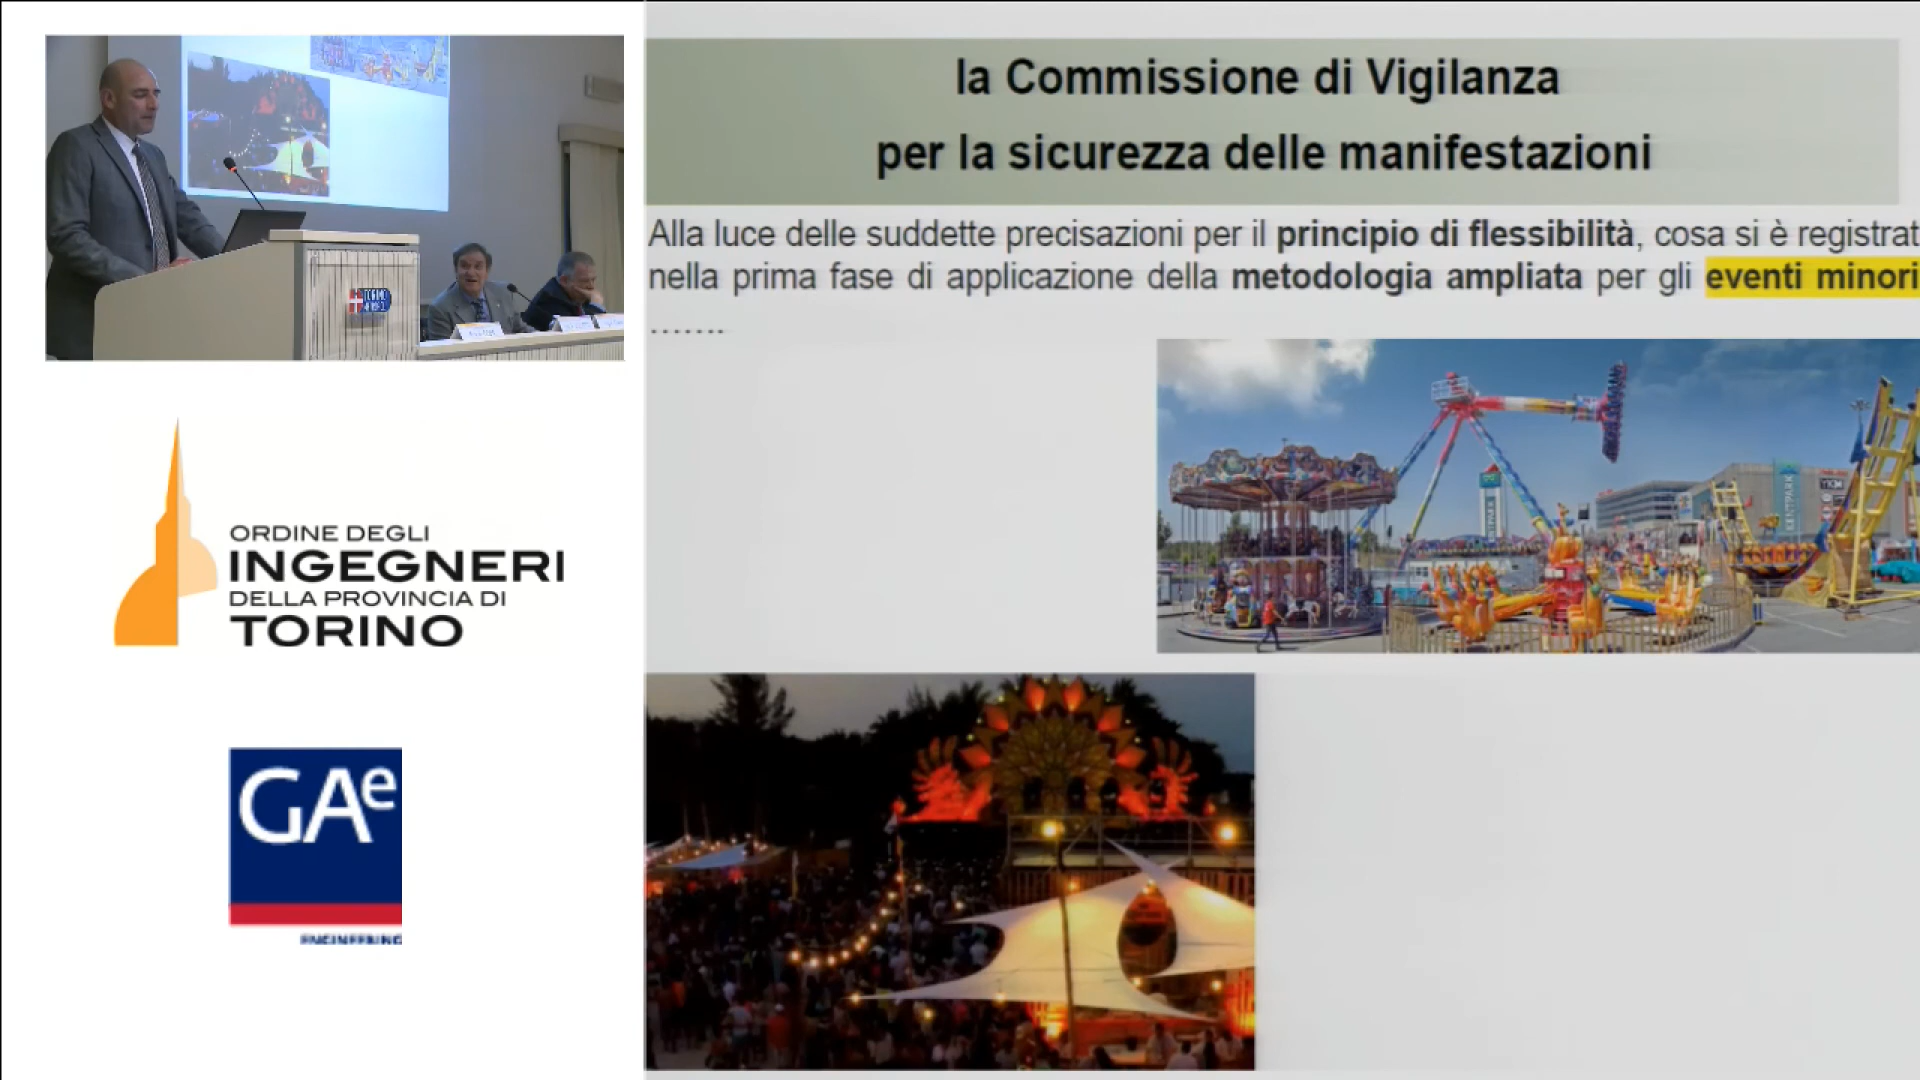 la Commissione di Vigilanza
per la sicurezza delle manifestazioni
Alla luce delle suddette precisazioni per il principio di flessibilità, cosa si è registrat
nella prima fase di applicazione della metodologia ampliata per gli eventi minori
.......
TORINO
ORDINE DEGLI
INGEGNERI
DELLA PROVINCIA DI
TORINO
GAe
ENGINEERING